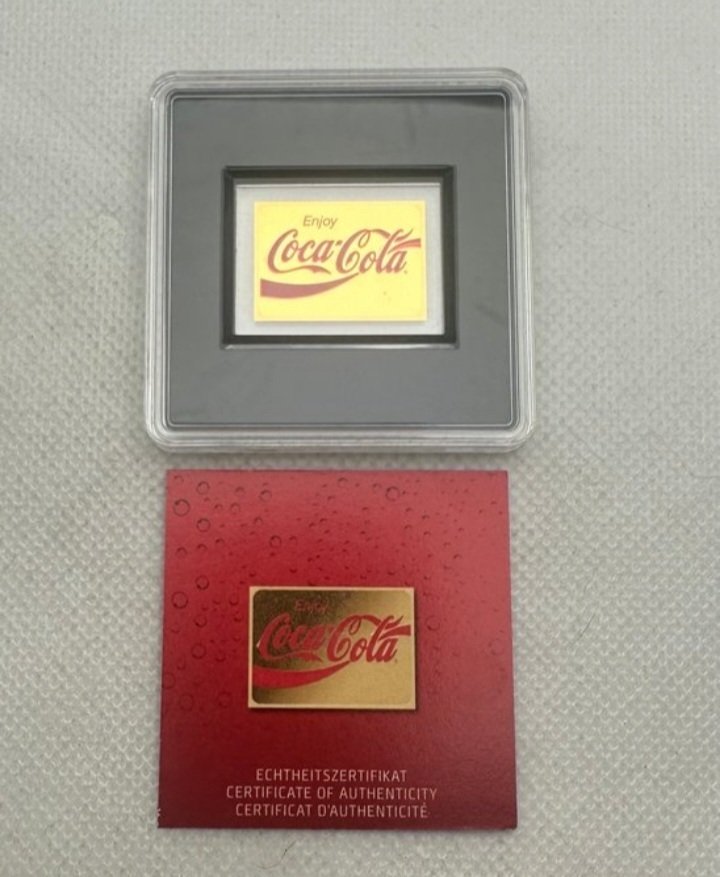 Enjoy
Coca-Cola
Enjoy
Coca-Cola
ECHTHEITSZERTIFIKAT
CERTIFICATE OF AUTHENTICITY
CERTIFICAT D'AUTHENTICITÉ